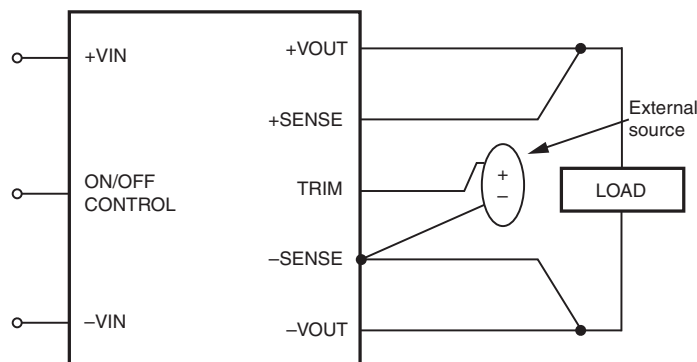 +VIN
ON/OFF
CONTROL
–VIN
+VOUT
+SENSE
TRIM
–SENSE
–VOUT
+
–
External
source
LOAD